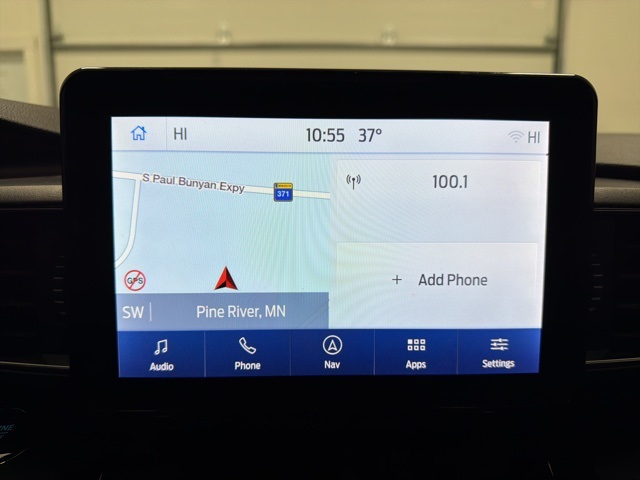 HI 10:55 37° HI
S Paul Bunyan Expy
371
100.1
GPS
+ Add Phone
SW Pine River, MN
Audio Phone Nav Apps Settings